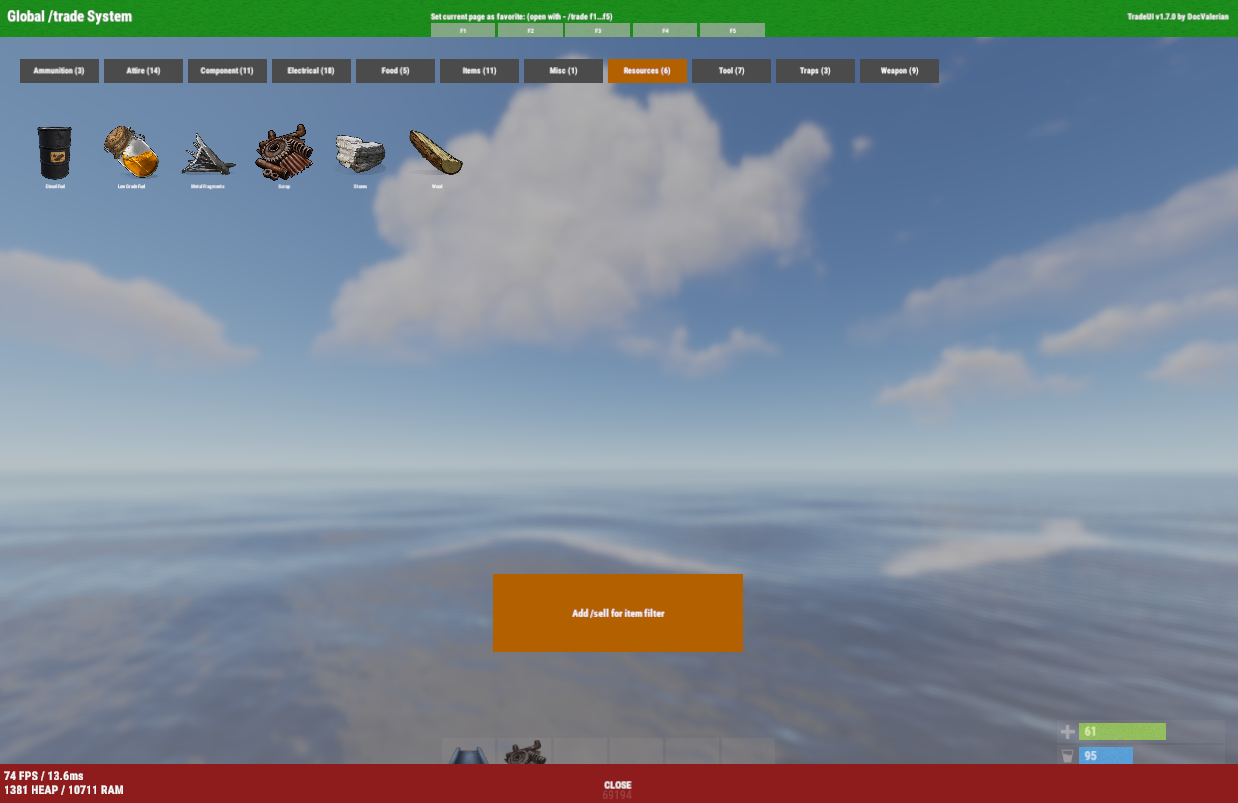 Global /trade System
Set current page as favorite: (open with - /trade f1...f5)
TradeUI v1.7.0 by DocValerian
F1 F2 F3 F4 F5
Ammunition (3) Attire (14) Component (11) Electrical (18) Food (5) Items (11) Misc (1) Resources (6) Tool (7) Traps (3) Weapon (9)
Diesel Fuel Low Grade Fuel Metal Fragments Scrap Stones Wood
Add /sell for item filter
61
95
74 FPS / 13.6ms
1381 HEAP / 10711 RAM
CLOSE
69194